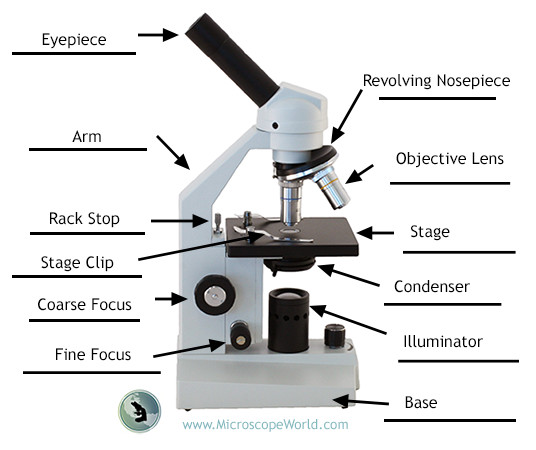 Eyepiece
Revolving Nosepiece
Arm
Objective Lens
Rack Stop
Stage
Stage Clip
Condenser
Coarse Focus
Illuminator
Fine Focus
Base
www.MicroscopeWorld.com